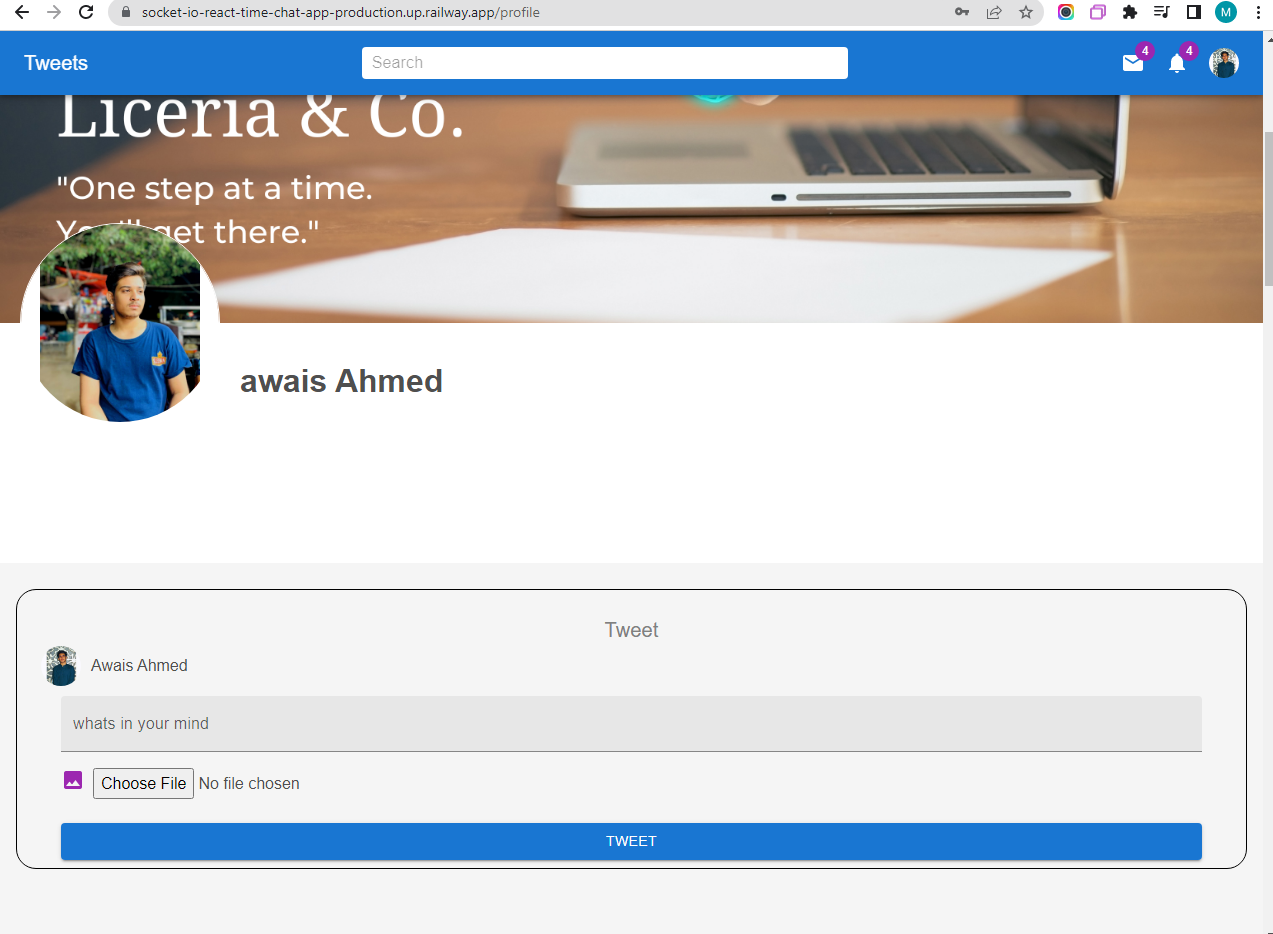 socket-io-react-time-chat-app-production.up.railway.app/profile
M
Tweets
Search
4
4
Liceria & Co.
"One step at a time.
get there."
awais Ahmed
Tweet
Awais Ahmed
whats in your mind
Choose File No file chosen
TWEET